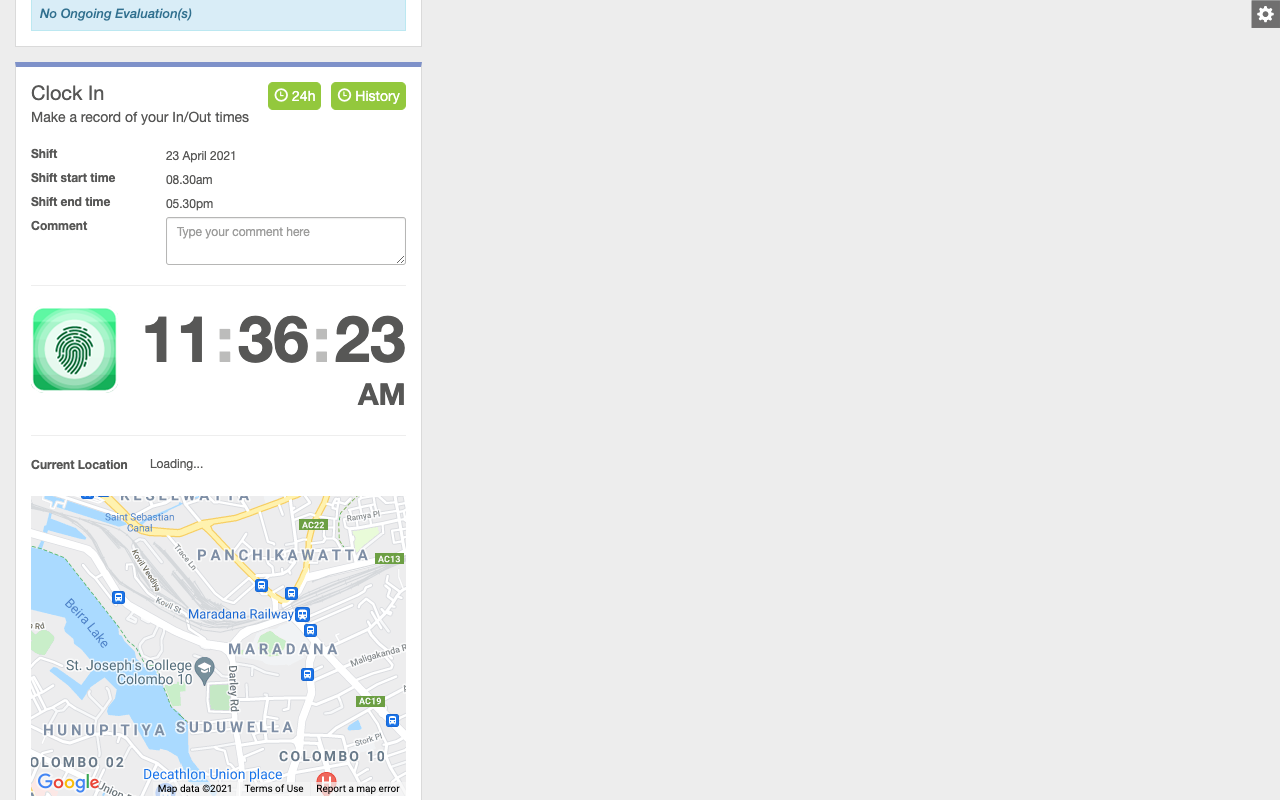 No Ongoing Evaluation(s)
Clock In
24h
History
Make a record of your In/Out times
Shift
23 April 2021
Shift start time
08.30am
Shift end time
05.30pm
Comment
Type your comment here
11:36:23
AM
Current Location
Loading...
Saint Sebastian
Canal
AC22
Ramya Pl
Trace Ln
PANCHIKAWATTA
AC13
Kovil Veediya
Kovil St
Beira Lake
Maradana Railway
Rd
MARADANA
Maligakanda R
St. Joseph's College
Colombo 10
Darley Rd
AC19
HUNUPITIYA
SUDUWELLA
Stork Pl
COLOMBO 10
OLOMBO 02
Decathlon Union place
H
Google
Union
Map data ©2021
Terms of Use
Report a map error